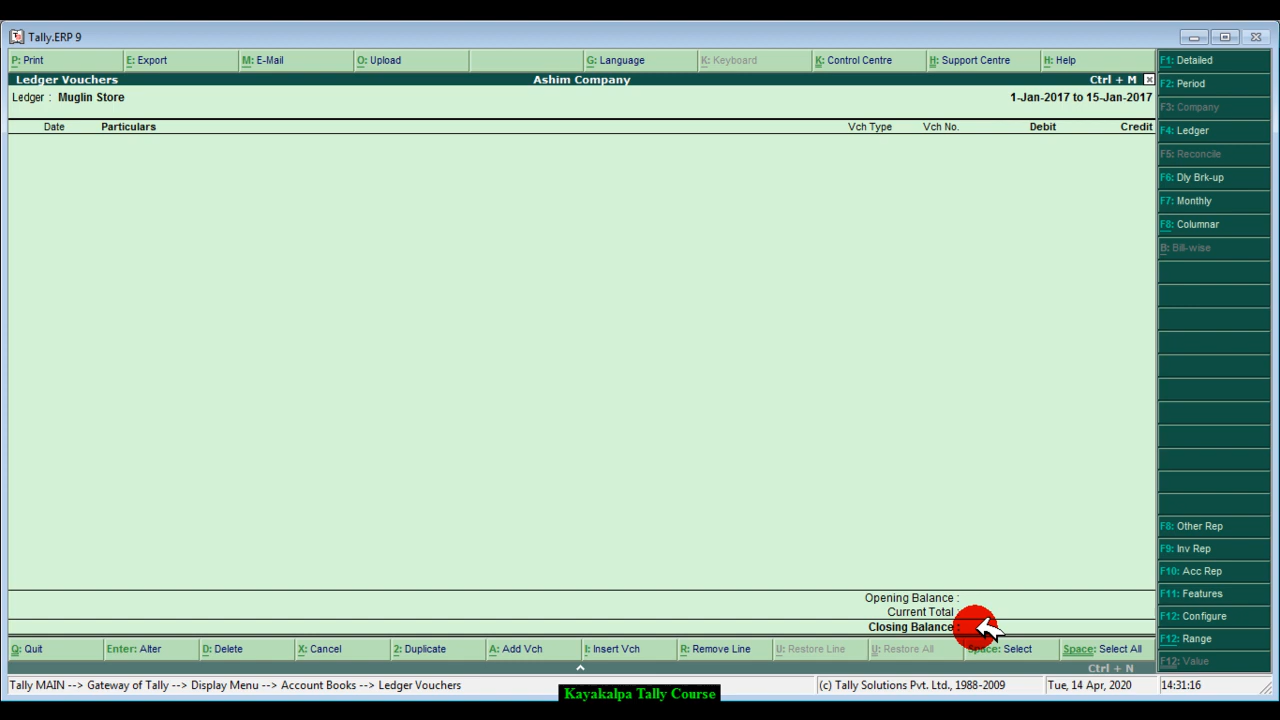 Tally.ERP 9
P: Print E: Export M: E-Mail O: Upload G: Language K: Keyboard K: Control Centre H: Support Centre H: Help
Ledger Vouchers Ashim Company Ctrl + M
Ledger : Muglin Store 1-Jan-2017 to 15-Jan-2017
Date Particulars Vch Type Vch No. Debit Credit
F1: Detailed
F2: Period
F3: Company
F4: Ledger
F5: Reconcile
F6: Dly Brk-up
F7: Monthly
F8: Columnar
B: Bill-wise
F8: Other Rep
F9: Inv Rep
F10: Acc Rep
F11: Features
F12: Configure
F12: Range
F12: Value
Opening Balance :
Current Total :
Closing Balance :
Q: Quit Enter: Alter D: Delete X: Cancel 2: Duplicate A: Add Vch I: Insert Vch R: Remove Line U: Restore Line U: Restore All Space: Select Space: Select All
Ctrl + N
Tally MAIN --> Gateway of Tally --> Display Menu --> Account Books --> Ledger Vouchers (c) Tally Solutions Pvt. Ltd., 1988-2009 Tue, 14 Apr, 2020 14:31:16
Kayakalpa Tally Course